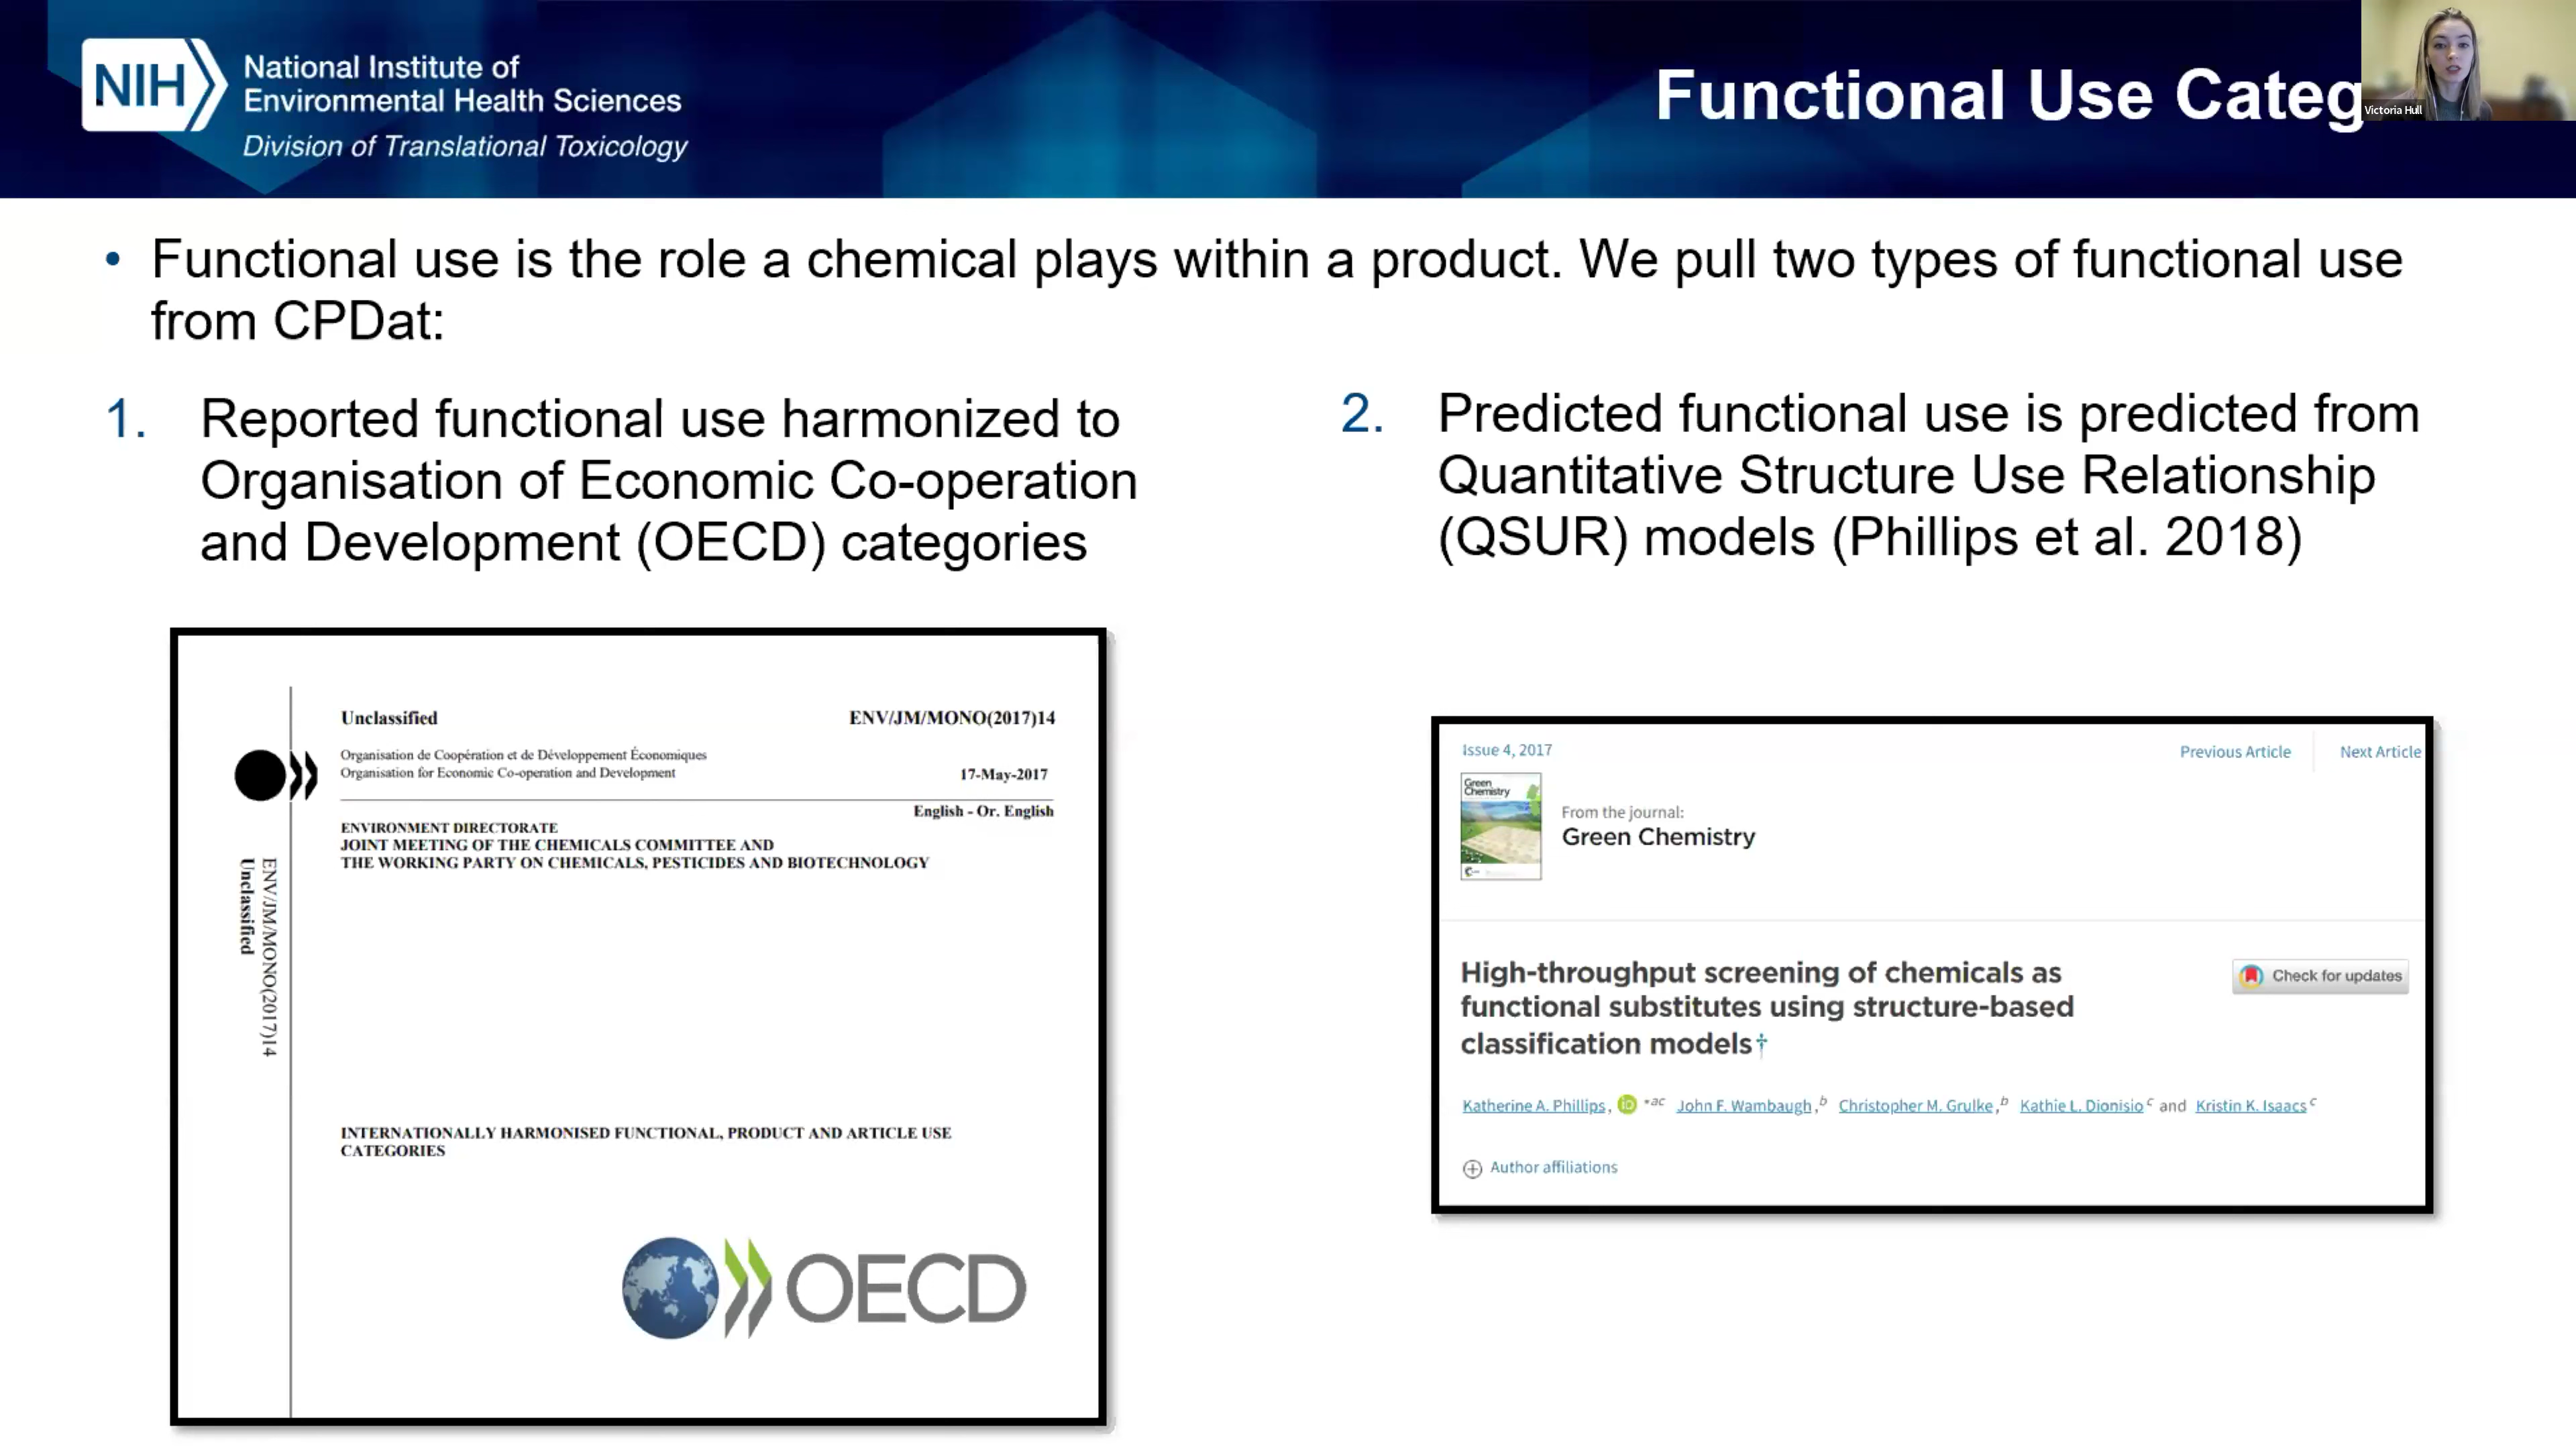 NIH
National Institute of
Environmental Health Sciences
Division of Translational Toxicology
Functional Use Categ
Victoria Hull
• Functional use is the role a chemical plays within a product. We pull two types of functional use
from CPDat:
1. Reported functional use harmonized to
Organisation of Economic Co-operation
and Development (OECD) categories
2. Predicted functional use is predicted from
Quantitative Structure Use Relationship
(QSUR) models (Phillips et al. 2018)
Unclassified ENV/JM/MONO(2017)14
Organisation de Coopération et de Développement Économiques
Organisation for Economic Co-operation and Development 17-May-2017
English - Or. English
ENVIRONMENT DIRECTORATE
JOINT MEETING OF THE CHEMICALS COMMITTEE AND
THE WORKING PARTY ON CHEMICALS, PESTICIDES AND BIOTECHNOLOGY
ENV/JM/MONO(2017)14
Unclassified
INTERNATIONALLY HARMONISED FUNCTIONAL, PRODUCT AND ARTICLE USE
CATEGORIES
OECD
Issue 4, 2017 Previous Article Next Article
Green
Chemistry
From the journal:
Green Chemistry
High-throughput screening of chemicals as
functional substitutes using structure-based
classification models†
Check for updates
Katherine A. Phillips, iD *ac John F. Wambaugh,b Christopher M. Grulke,b Kathie L. Dionisio c and Kristin K. Isaacs c
Author affiliations